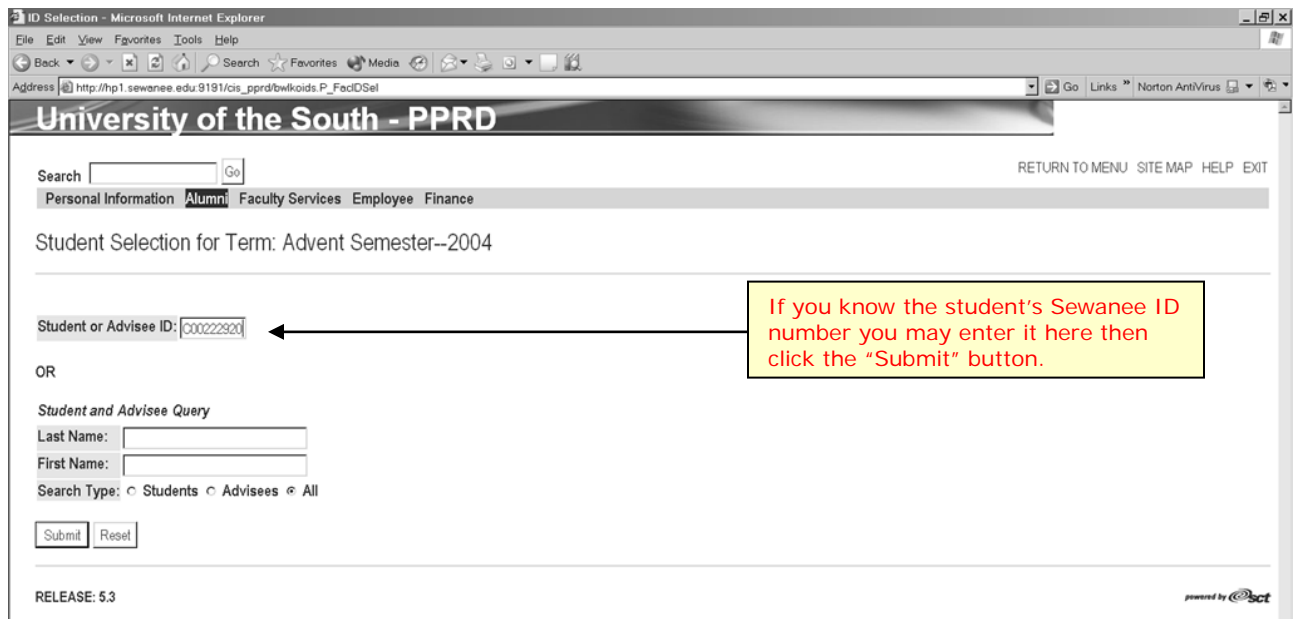 ID Selection - Microsoft Internet Explorer
File Edit View Favorites Tools Help
Back Search Favorites Media
Address http://hp1.sewanee.edu:9191/cis_pprd/bwlkoids.P_FacIDSel Go Links » Norton AntiVirus
University of the South - PPRD
Search Go RETURN TO MENU SITE MAP HELP EXIT
Personal Information Alumni Faculty Services Employee Finance
Student Selection for Term: Advent Semester--2004
If you know the student's Sewanee ID
number you may enter it here then
click the "Submit" button.
Student or Advisee ID: C00222920
OR
Student and Advisee Query
Last Name:
First Name:
Search Type: Students Advisees All
Submit Reset
RELEASE: 5.3 powered by sct